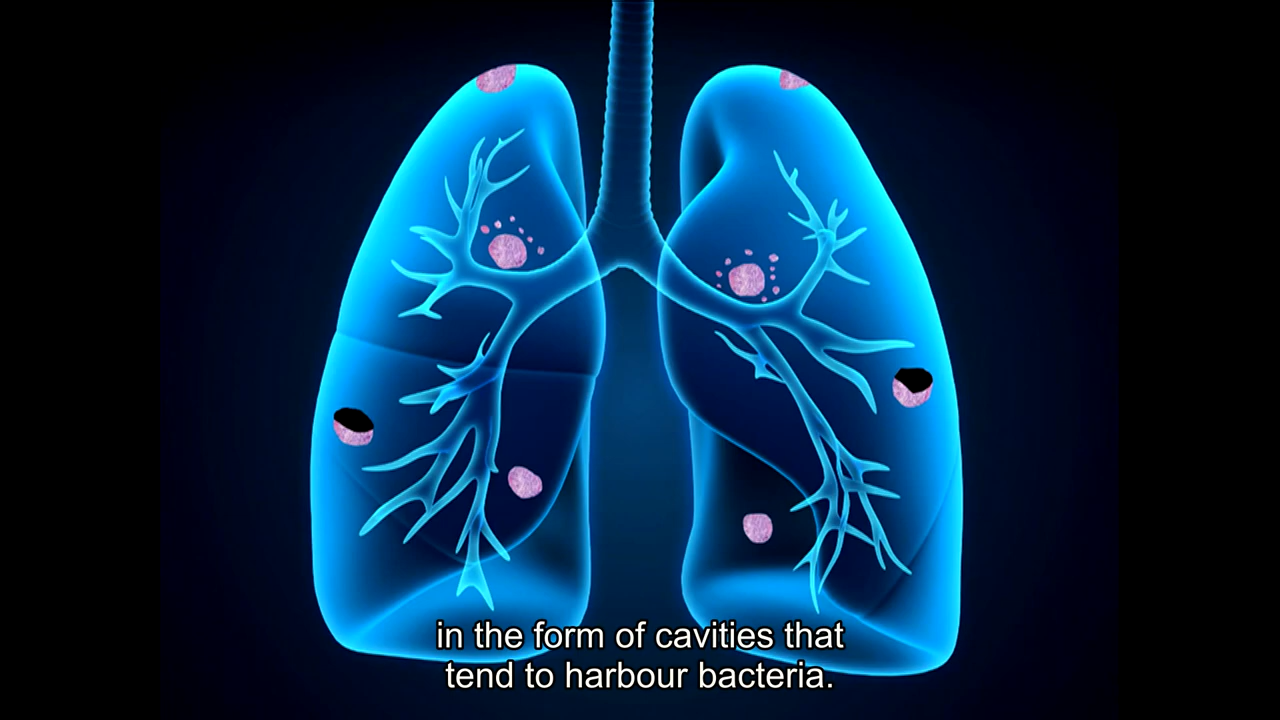 in the form of cavities that
tend to harbour bacteria.